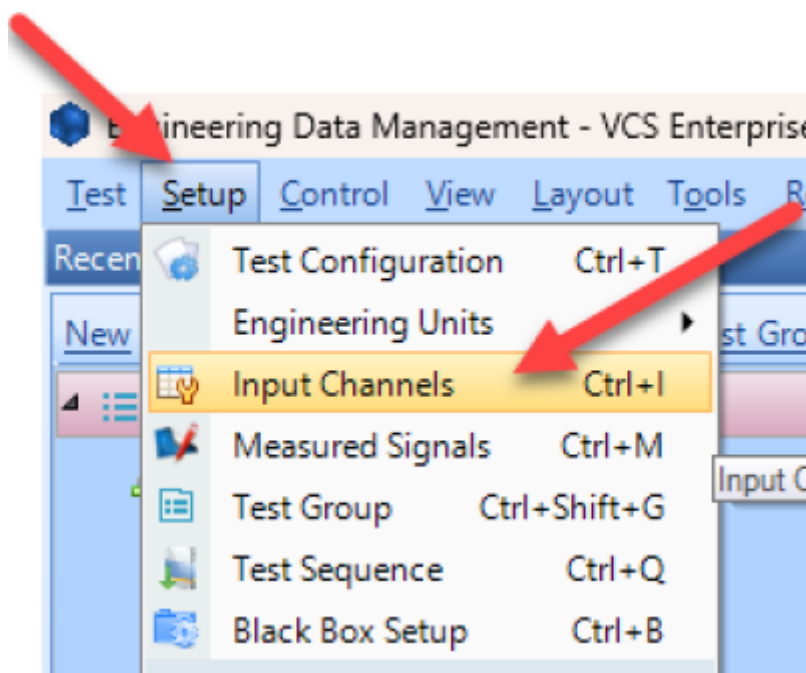 Engineering Data Management - VCS Enterprise
Test Setup Control View Layout Tools
Recen
Test Configuration Ctrl+T
Engineering Units
New
st Gro
Input Channels Ctrl+I
Measured Signals Ctrl+M
Input C
Test Group Ctrl+Shift+G
Test Sequence Ctrl+Q
Black Box Setup Ctrl+B